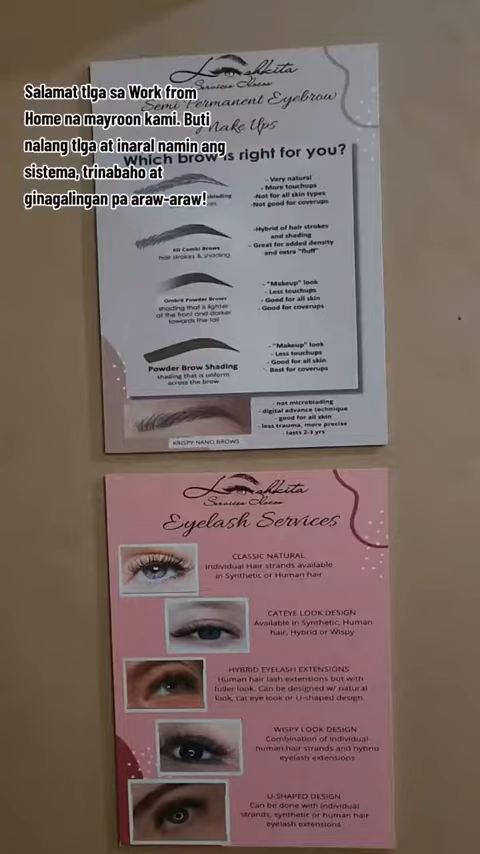 Salamat tlga sa Work from
Home na mayroon kami. Buti
nalang tlga at inaral namin ang
sistema, trinabaho at
ginagalingan pa araw-araw!
Lashkita
Semi Permanent Eyebrow
Make Ups
Which brow is right for you?
- Very natural
- More touchups
-Not for all skin types
-Not good for coverups
6D Combi Brows
hair strokes & shading
-Hybrid of hair strokes
and shading
- Great for added density
and extra "fluff"
Ombré Powder Brows
shading that is lighter
at the front and darker
towards the tail
- "Makeup" look
- Less touchups
- Good for all skin
- Good for coverups
Powder Brow Shading
shading that is uniform
across the brow
- "Makeup" look
- Less touchups
- Good for all skin
- Best for coverups
KRISPY NANO BROWS
- not microblading
- digital advance technique
- good for all skin
- less trauma, more precise
lasts 2-3 yrs
Lashkita
Eyelash Services
CLASSIC NATURAL
Individual Hair strands available
in Synthetic or Human hair
CATEYE LOOK DESIGN
Available in Synthetic, Human
hair, Hybrid or Wispy
HYBRID EYELASH EXTENSIONS
Human hair lash extensions but with
fuller look. Can be designed w/ natural
look, cat eye look or U-shaped design
WISPY LOOK DESIGN
Combination of individual
human hair strands and hybrid
eyelash extensions
U-SHAPED DESIGN
Can be done with individual
strands, synthetic or human hair
eyelash extensions